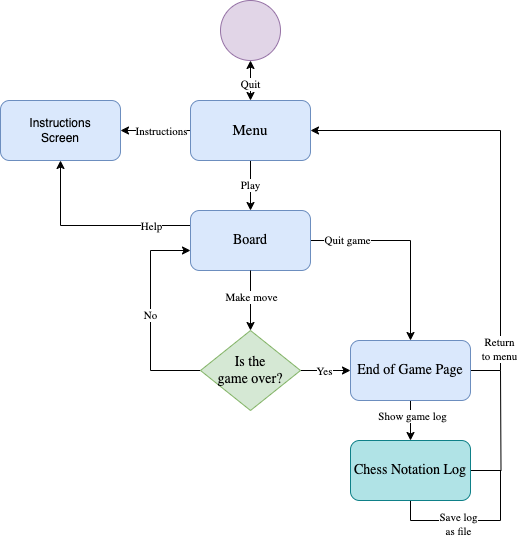 Quit
Instructions
Screen
Instructions
Menu
Play
Help
Board
Quit game
No
Make move
Is the
game over?
Yes
End of Game Page
Return
to menu
Show game log
Chess Notation Log
Save log
as file